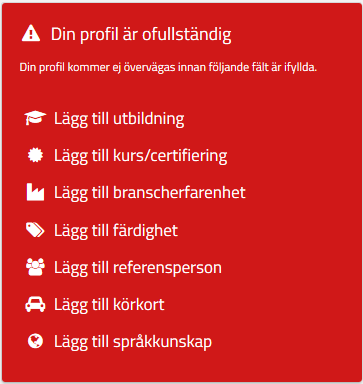 Din profil är ofullständig
Din profil kommer ej övervägas innan följande fält är ifyllda.
Lägg till utbildning
Lägg till kurs/certifiering
Lägg till branscherfarenhet
Lägg till färdighet
Lägg till referensperson
Lägg till körkort
Lägg till språkkunskap